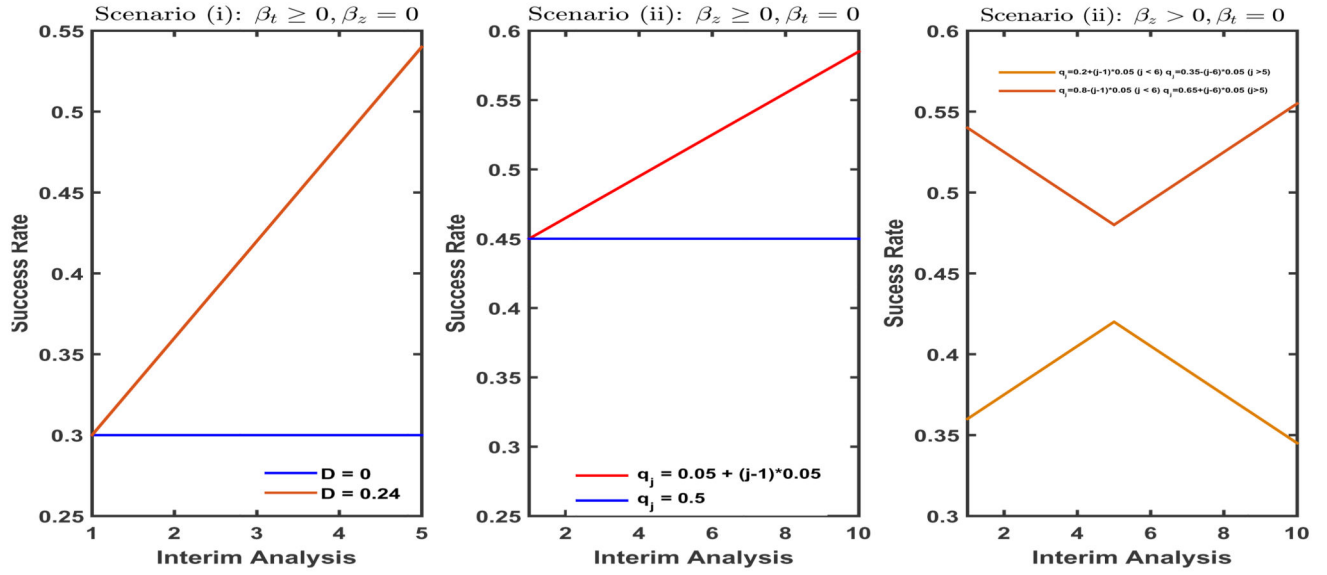 Scenario (i): β_t ≥ 0, β_z = 0
0.55
0.5
0.45
0.4
0.35
0.3
0.25
Success Rate
D = 0
D = 0.24
1 2 3 4 5
Interim Analysis
Scenario (ii): β_z ≥ 0, β_t = 0
0.6
0.55
0.5
0.45
0.4
0.35
0.3
0.25
Success Rate
q_j = 0.05 + (j-1)*0.05
q_j = 0.5
2 4 6 8 10
Interim Analysis
Scenario (ii): β_z > 0, β_t = 0
0.6
0.55
0.5
0.45
0.4
0.35
0.3
Sucess Rate
q_j=0.2+(j-1)*0.05 (j < 6) q_j=0.35-(j-6)*0.05 (j >5)
q_j=0.8-(j-1)*0.05 (j < 6) q_j=0.65+(j-6)*0.05 (j>5)
2 4 6 8 10
Interim Analysis